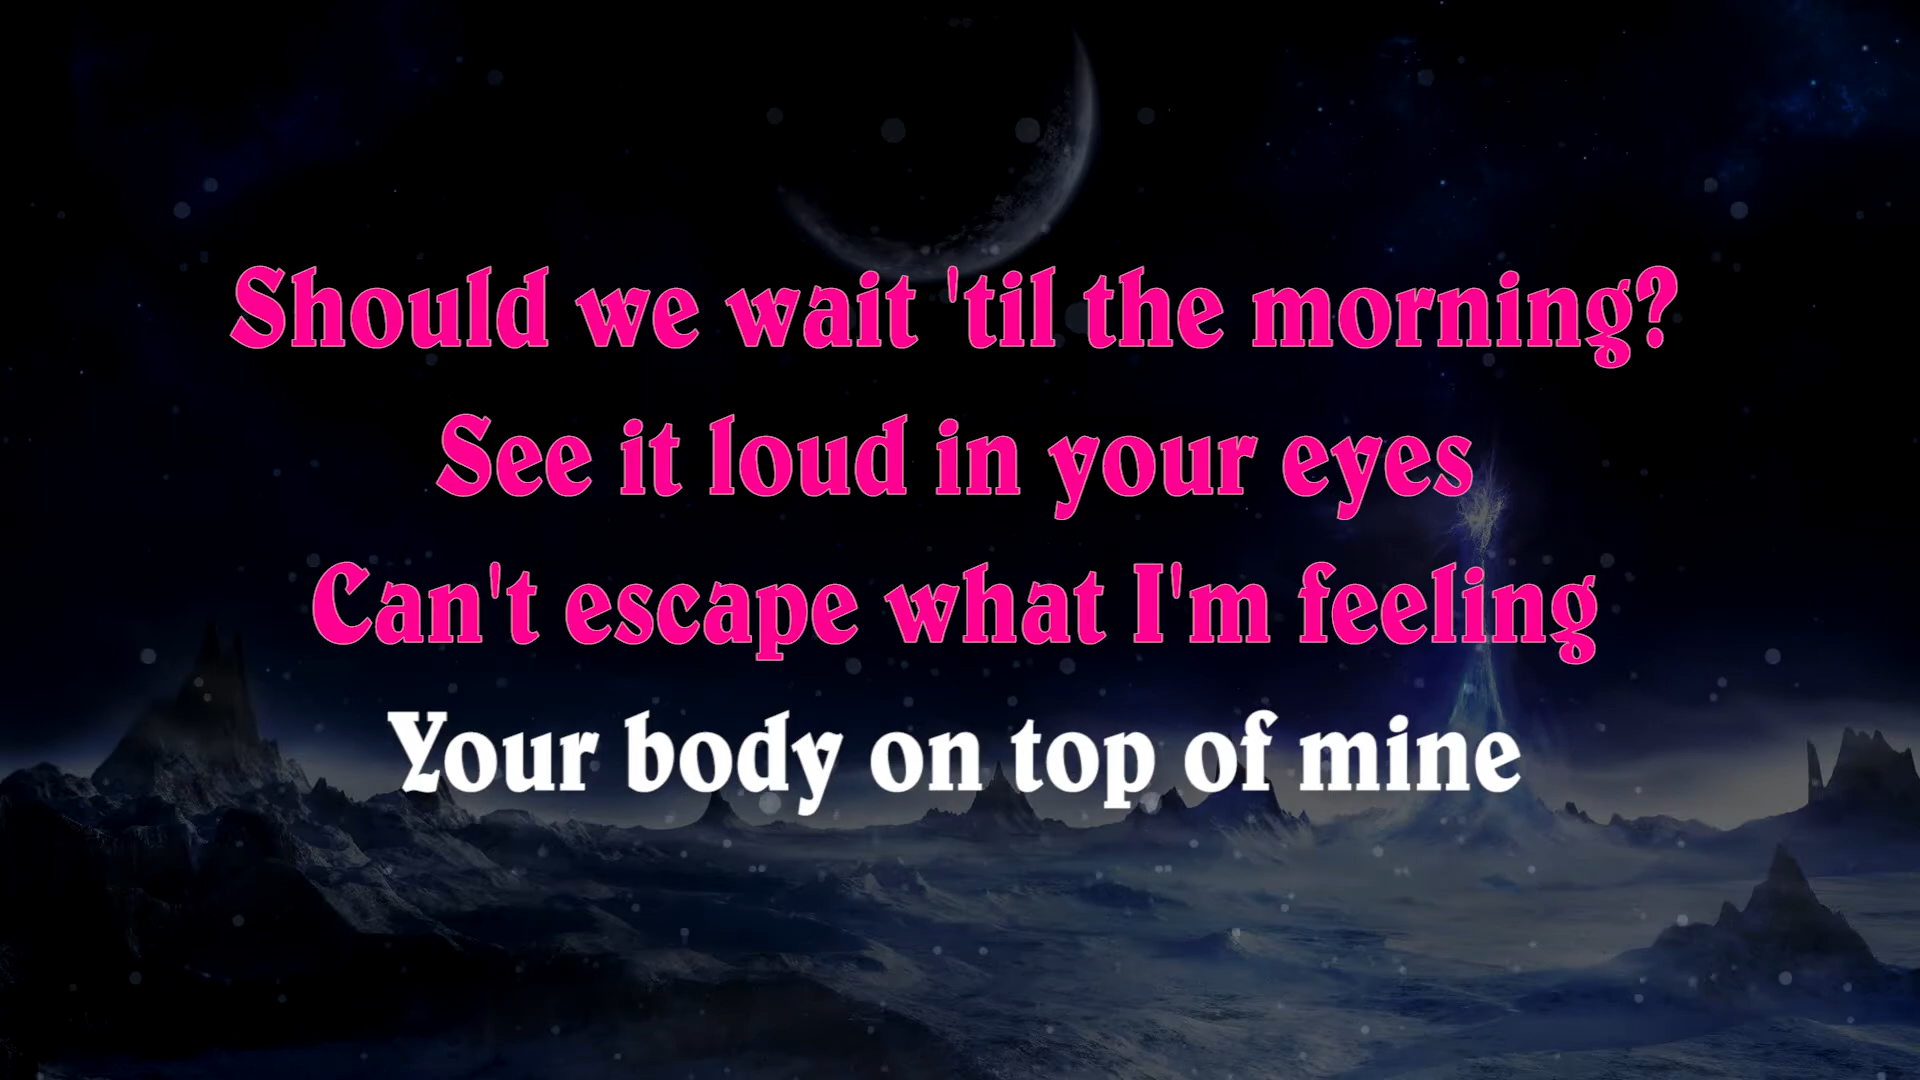 Should we wait 'til the morning?
See it loud in your eyes
Can't escape what I'm feeling
Your body on top of mine